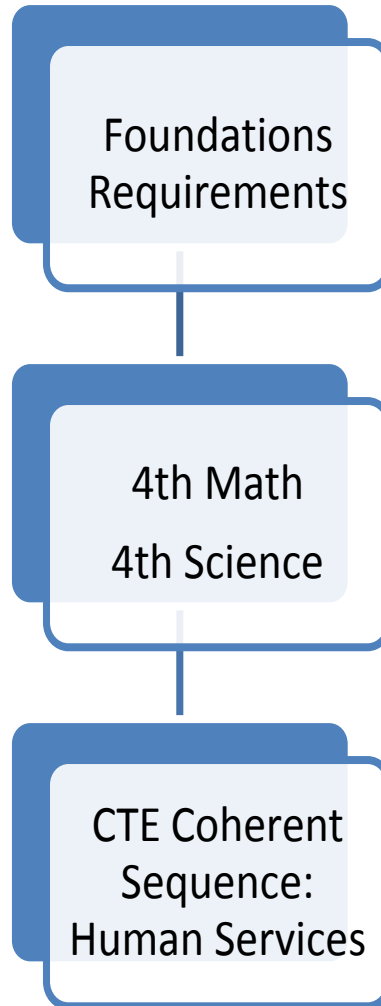 Foundations
Requirements
4th Math
4th Science
CTE Coherent
Sequence:
Human Services